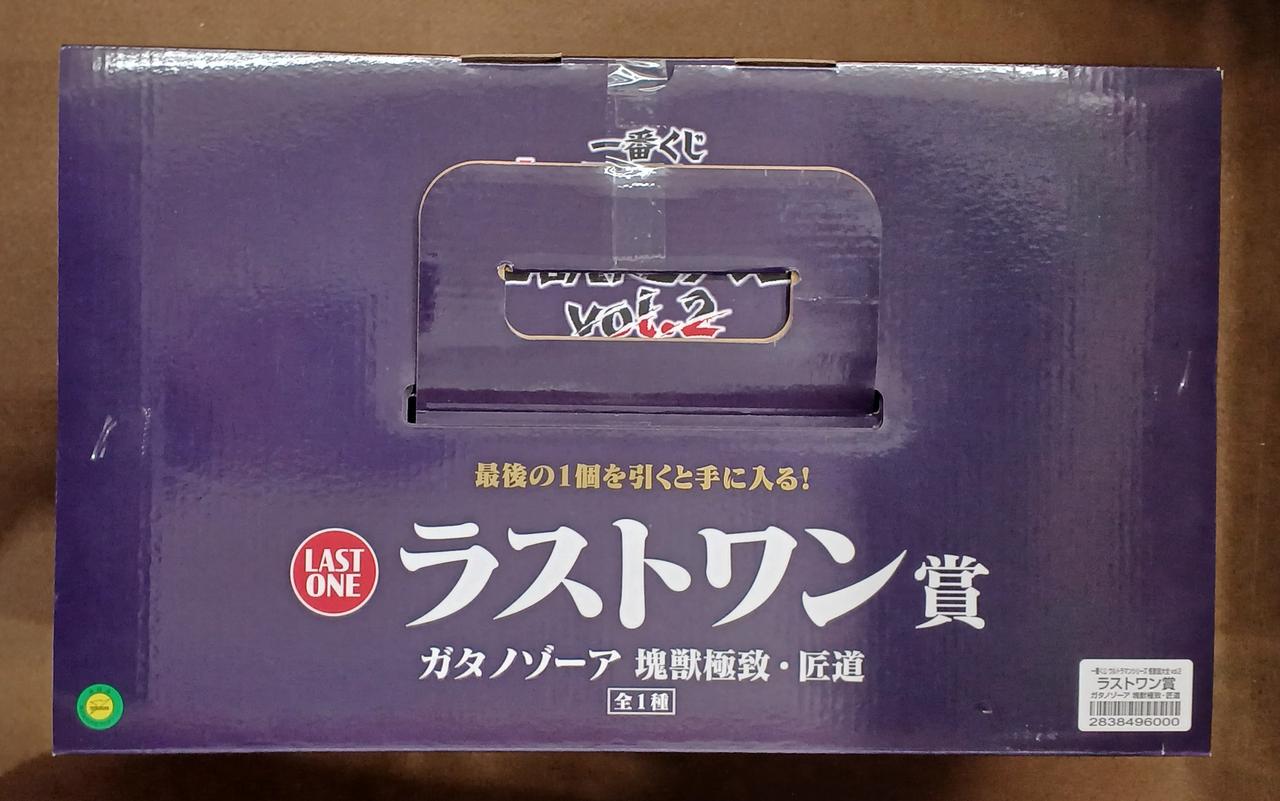 一番くじ
vol.2
最後の1個を引くと手に入る!
LAST
ONE
ラストワン賞
ガタノゾーア 塊獣極致・匠道
全1種
ラストワン賞
ガタノゾーア 塊獣極致・匠道
2838496000